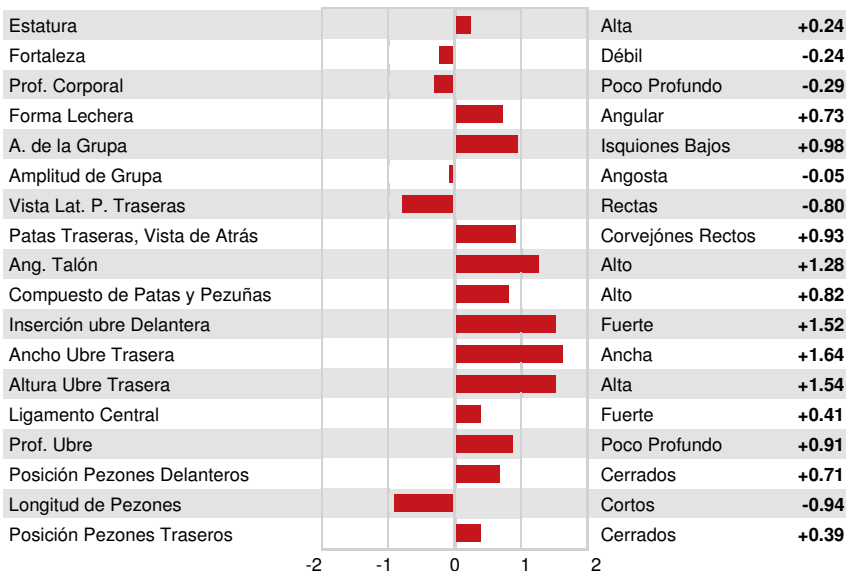 Estatura Alta +0.24
Fortaleza Débil -0.24
Prof. Corporal Poco Profundo -0.29
Forma Lechera Angular +0.73
A. de la Grupa Isquiones Bajos +0.98
Amplitud de Grupa Angosta -0.05
Vista Lat. P. Traseras Rectas -0.80
Patas Traseras, Vista de Atrás Corvejónes Rectos +0.93
Ang. Talón Alto +1.28
Compuesto de Patas y Pezuñas Alto +0.82
Inserción ubre Delantera Fuerte +1.52
Ancho Ubre Trasera Ancha +1.64
Altura Ubre Trasera Alta +1.54
Ligamento Central Fuerte +0.41
Prof. Ubre Poco Profundo +0.91
Posición Pezones Delanteros Cerrados +0.71
Longitud de Pezones Cortos -0.94
Posición Pezones Traseros Cerrados +0.39
-2 -1 0 1 2